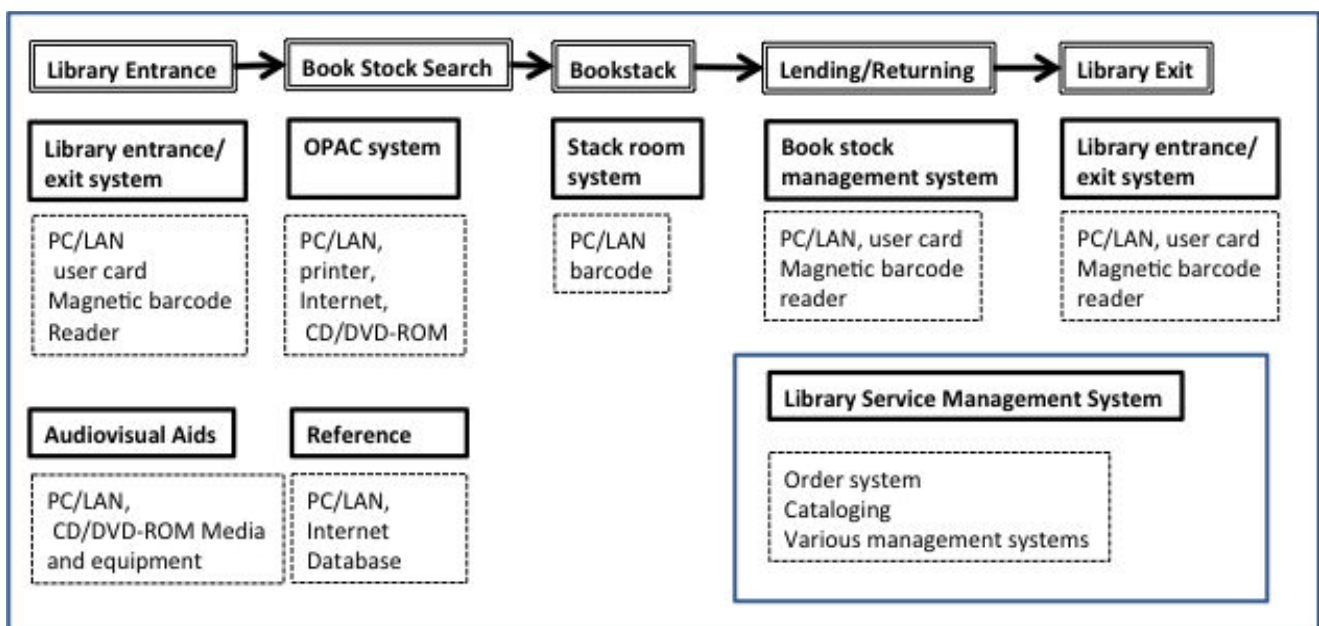 Library Entrance
Book Stock Search
Bookstack
Lending/Returning
Library Exit
Library entrance/
exit system
PC/LAN
user card
Magnetic barcode
Reader
OPAC system
PC/LAN,
printer,
Internet,
CD/DVD-ROM
Stack room
system
PC/LAN
barcode
Book stock
management system
PC/LAN, user card
Magnetic barcode
reader
Library entrance/
exit system
PC/LAN, user card
Magnetic barcode
reader
Audiovisual Aids
PC/LAN,
CD/DVD-ROM Media
and equipment
Reference
PC/LAN,
Internet
Database
Library Service Management System
Order system
Cataloging
Various management systems